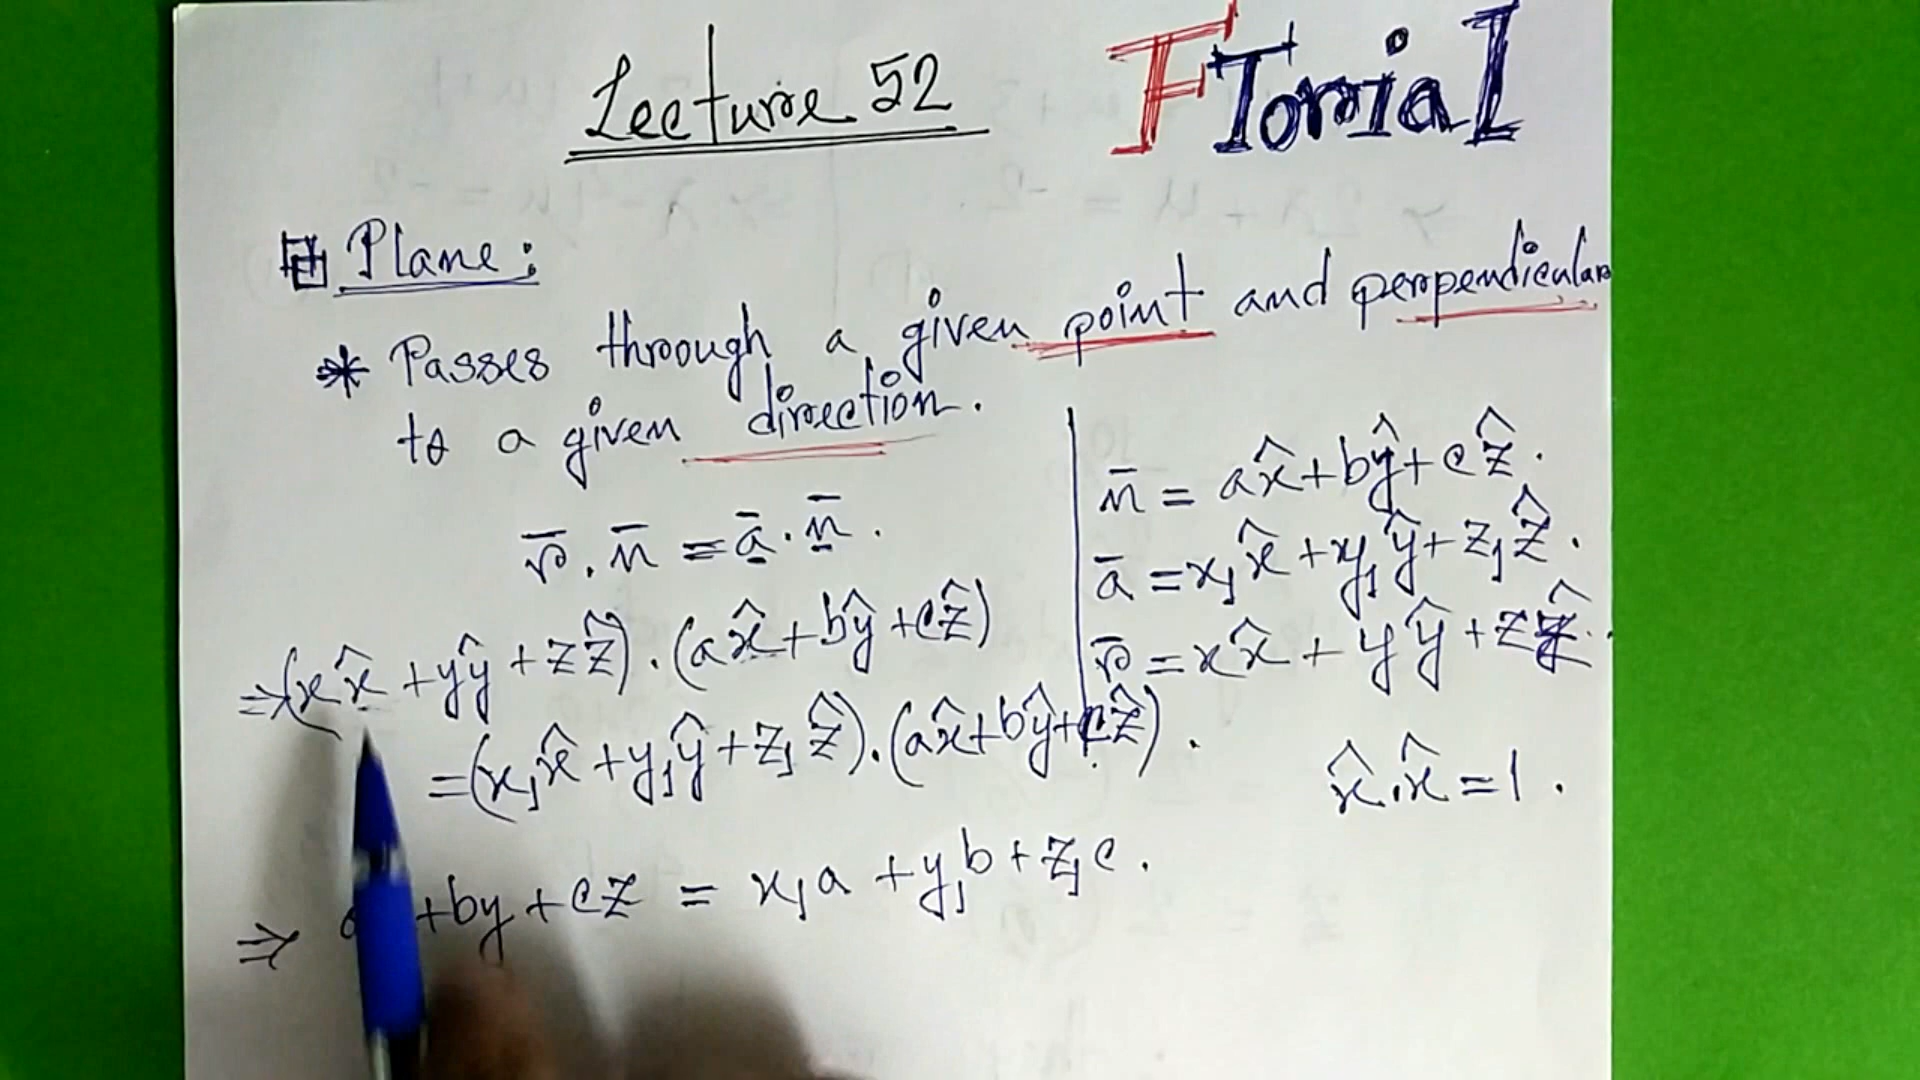 Lecture 52
FTorial
Plane:
* Passes through a given point and perpendicular
to a given direction.
r̄ . n̄ = ā . n̄ .
n̄ = ax̂ + bŷ + cẑ .
ā = x₁x̂ + y₁ŷ + z₁ẑ .
r̄ = xx̂ + yŷ + zẑ .
⇒ (xx̂ + yŷ + zẑ) . (ax̂ + bŷ + cẑ)
= (x₁x̂ + y₁ŷ + z₁ẑ) . (ax̂ + bŷ + cẑ) .
x̂ . x̂ = 1 .
⇒ a +by + cz = x₁a + y₁b + z₁c .